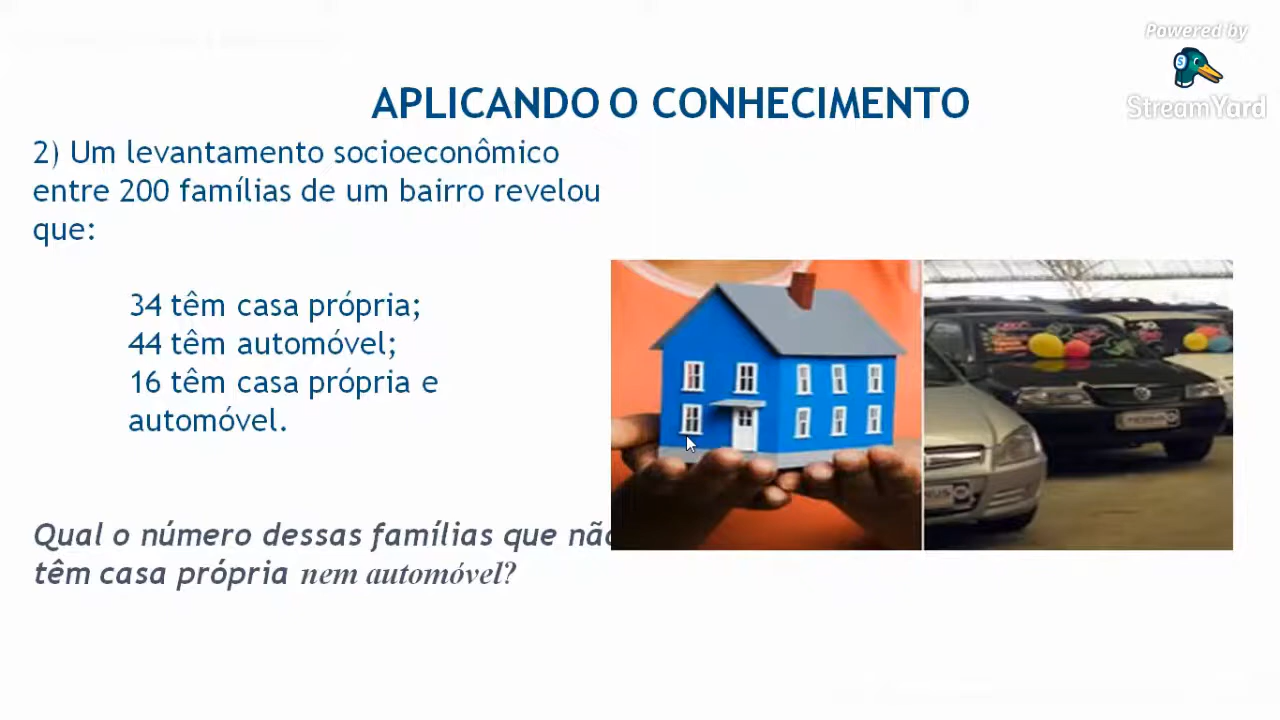 Powered by
StreamYard
APLICANDO O CONHECIMENTO
2) Um levantamento socioeconômico
entre 200 famílias de um bairro revelou
que:
34 têm casa própria;
44 têm automóvel;
16 têm casa própria e
automóvel.
Qual o número dessas famílias que não
têm casa própria nem automóvel?